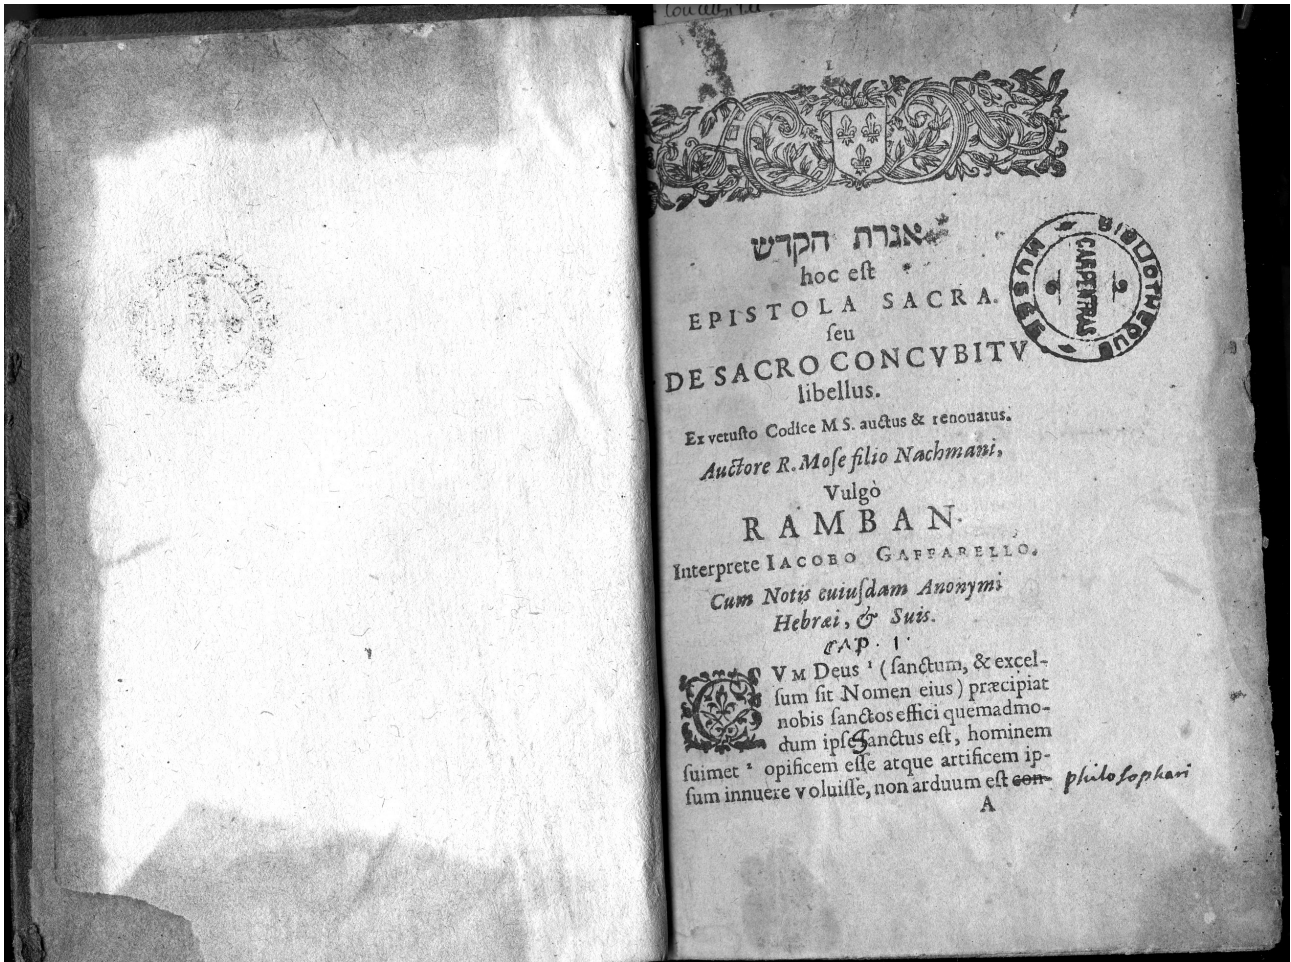 אגרת הקדש
hoc eſt
EPISTOLA SACRA.
ſeu
DE SACRO CONCVBITV
libellus.
Ex vetuſto Codice MS. auctus & renouatus.
Auctore R. Moſe filio Nachmani,
Vulgò
RAMBAN.
Interprete IACOBO GAFFARELLO.
Cum Notis cuiuſdam Anonymi
Hebræi, & Suis.
CAP. I.
CVM Deus ¹ (ſanctum, & excel-
ſum ſit Nomen eius) præcipiat
nobis ſanctos effici quemadmo-
dum ipſe Sanctus eſt, hominem
ſuimet ² opificem eſſe atque artificem ip-
ſum innuere voluiſſe, non arduum eſt con- philosophari
A
BIBLIOTHEQUE
MUSÉE
CARPENTRAS